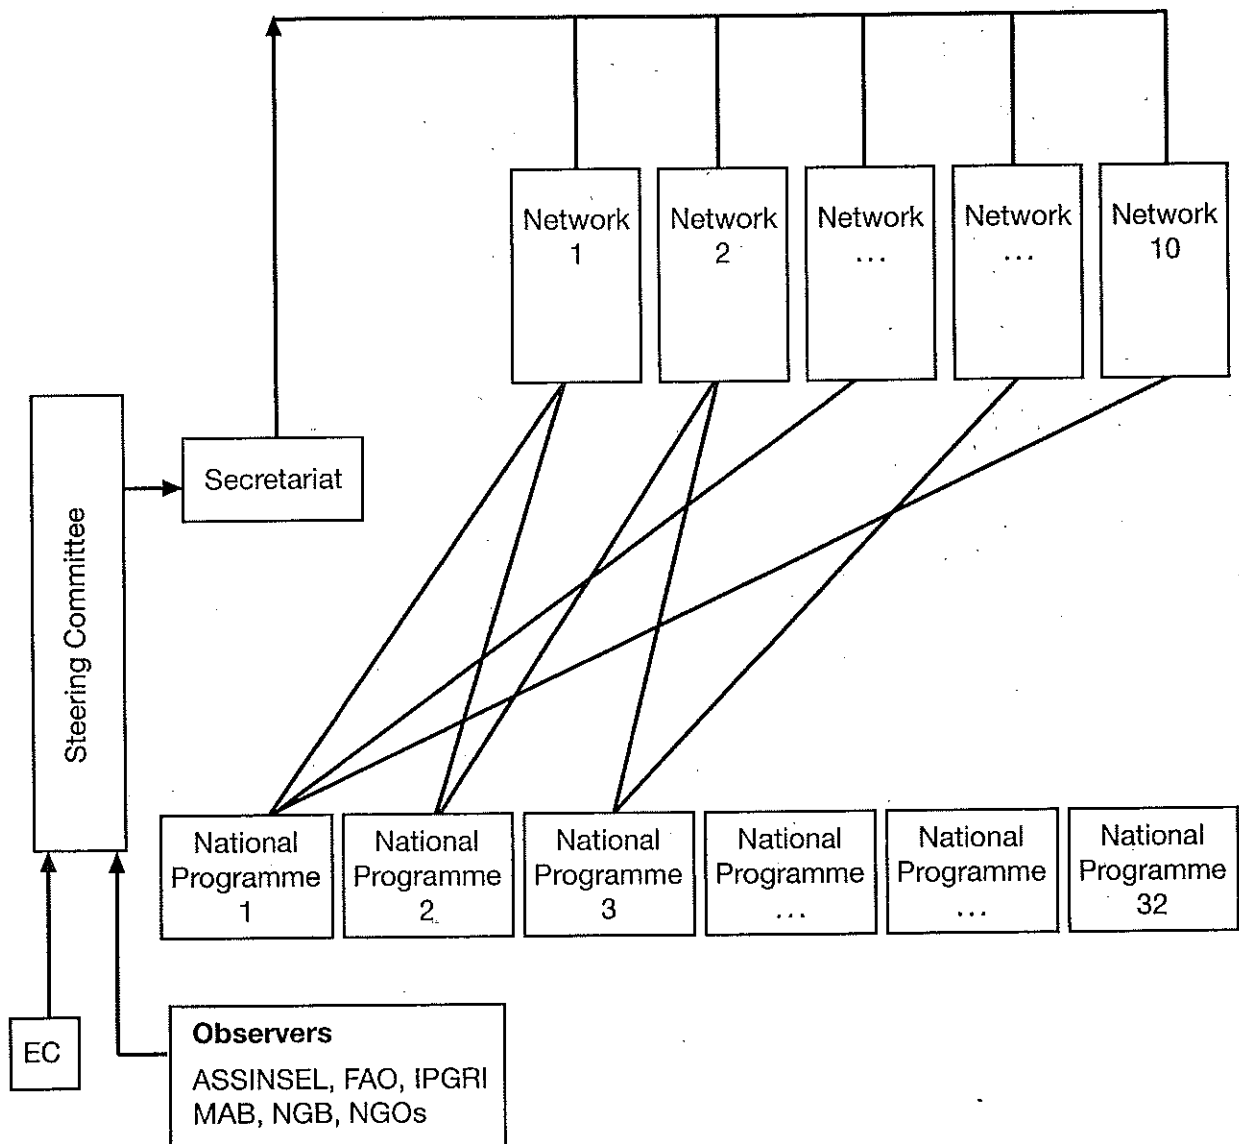 Network
1
Network
2
Network
...
Network
...
Network
10
Secretariat
Steering Committee
National
Programme
1
National
Programme
2
National
Programme
3
National
Programme
...
National
Programme
...
National
Programme
32
EC
Observers
ASSINSEL, FAO, IPGRI
MAB, NGB, NGOs